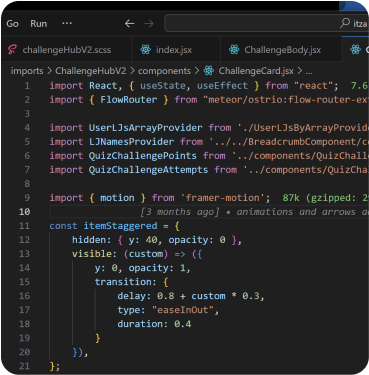 Go Run ... itza
challengeHubV2.scss index.jsx ChallengeBody.jsx
imports > ChallengeHubV2 > components > ChallengeCard.jsx > ...
1 import React, { useState, useEffect } from "react"; 7.6
2 import { FlowRouter } from "meteor/ostrio:flow-router-ex
3
4 import UserLJsArrayProvider from './UserLJsByArrayProvide
5 import LJNamesProvider from '../../BreadcrumbComponent/co
6 import QuizChallengePoints from '../components/QuizChall
7 import QuizChallengeAttempts from '../components/QuizCha
8
9 import { motion } from 'framer-motion'; 87k (gzipped: 2
10 [3 months ago] • animations and arrows ad
11 const itemStaggered = {
12 hidden: { y: 40, opacity: 0 },
13 visible: (custom) => ({
14 y: 0, opacity: 1,
15 transition: {
16 delay: 0.8 + custom * 0.3,
17 type: "easeInOut",
18 duration: 0.4
19 }
20 }),
21 };